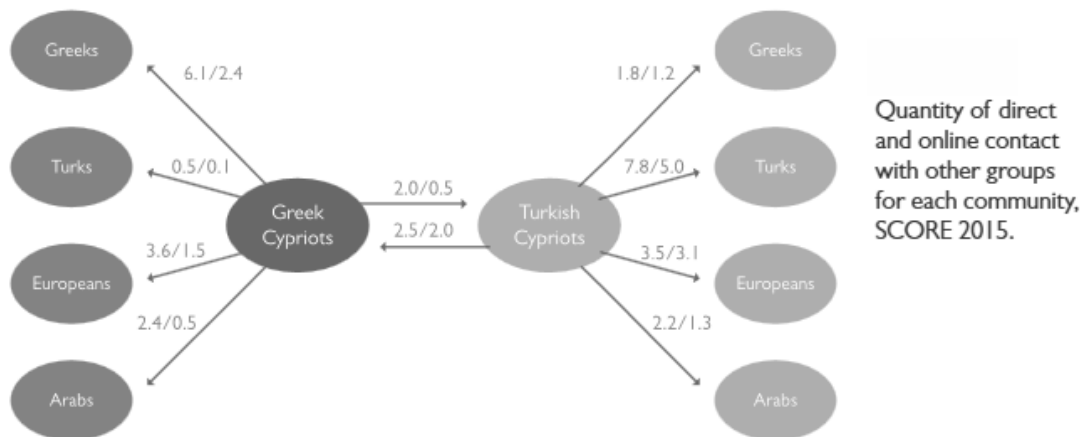 Greeks
6.1/2.4
Turks
0.5/0.1
Greek
Cypriots
Europeans
3.6/1.5
2.4/0.5
Arabs
2.0/0.5
2.5/2.0
Turkish
Cypriots
Greeks
1.8/1.2
Turks
7.8/5.0
Europeans
3.5/3.1
2.2/1.3
Arabs
Quantity of direct
and online contact
with other groups
for each community,
SCORE 2015.